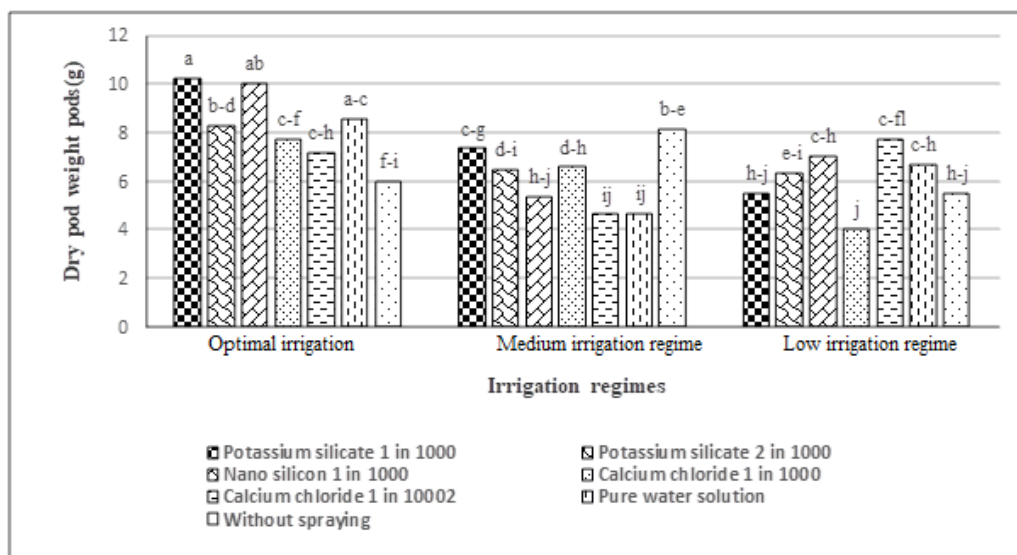 Dry pod weight pods(g)
12
10
8
6
4
2
0
a
b-d
ab
c-f
c-h
a-c
f-i
c-g
d-i
h-j
d-h
ij
ij
b-e
h-j
e-i
c-h
j
c-fl
c-h
h-j
Optimal irrigation
Medium irrigation regime
Low irrigation regime
Irrigation regimes
Potassium silicate 1 in 1000
Potassium silicate 2 in 1000
Nano silicon 1 in 1000
Calcium chloride 1 in 1000
Calcium chloride 1 in 10002
Pure water solution
Without spraying